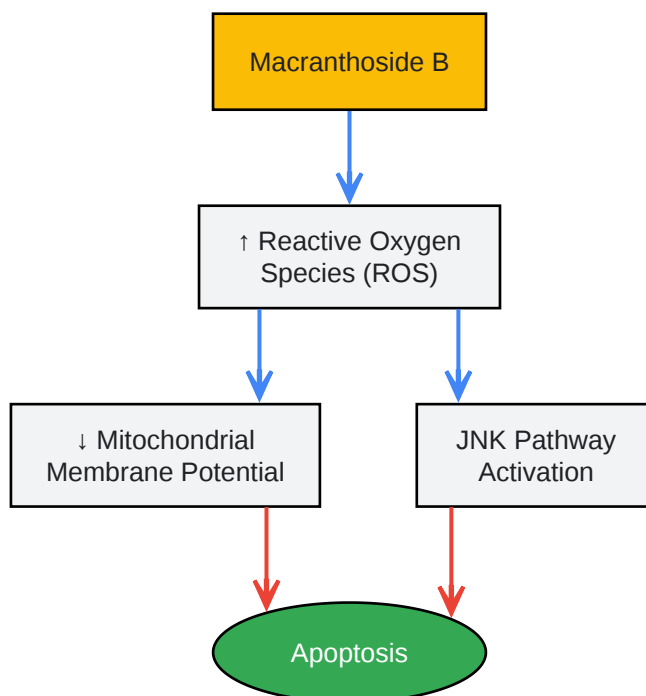 Macranthoside B
↑ Reactive Oxygen
Species (ROS)
↓ Mitochondrial
Membrane Potential
JNK Pathway
Activation
Apoptosis